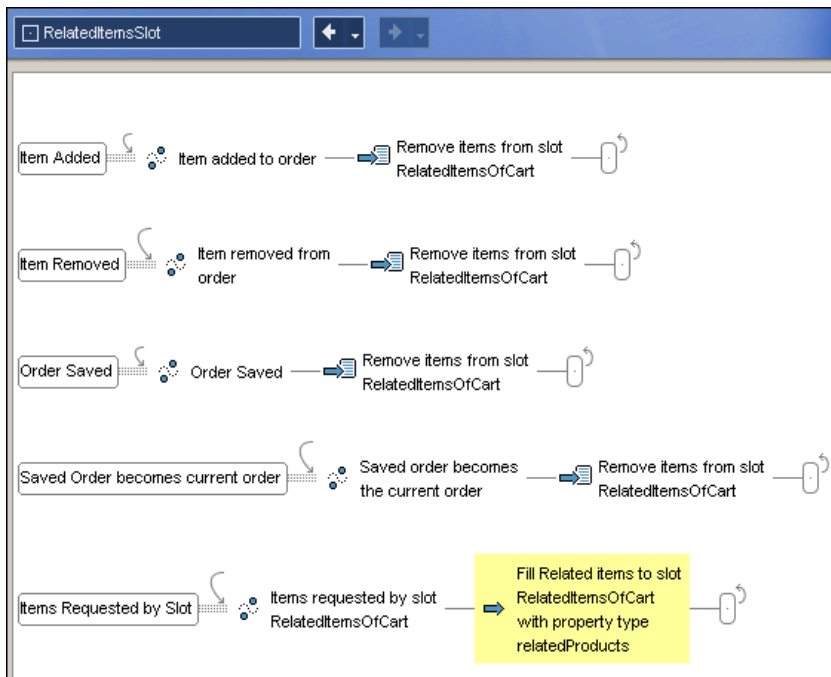 RelatedItemsSlot
Item Added
Item added to order
Remove items from slot
RelatedItemsOfCart
Item Removed
Item removed from
order
Remove items from slot
RelatedItemsOfCart
Order Saved
Order Saved
Remove items from slot
RelatedItemsOfCart
Saved Order becomes current order
Saved order becomes
the current order
Remove items from slot
RelatedItemsOfCart
Items Requested by Slot
Items requested by slot
RelatedItemsOfCart
Fill Related items to slot
RelatedItemsOfCart
with property type
relatedProducts